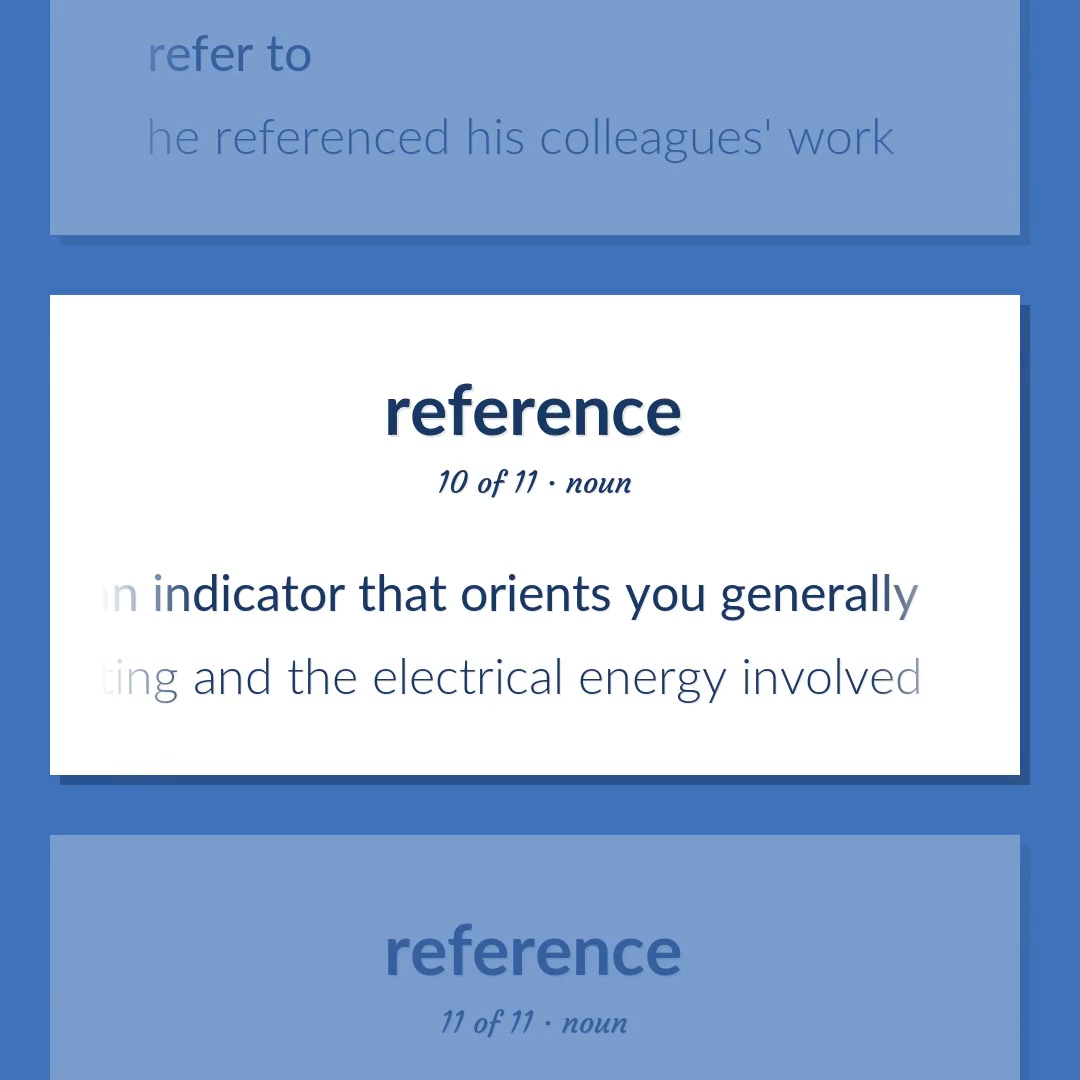 refer to
he referenced his colleagues' work
reference
10 of 11 · noun
indicator that orients you generally
and the electrical energy involved
reference
11 of 11 · noun